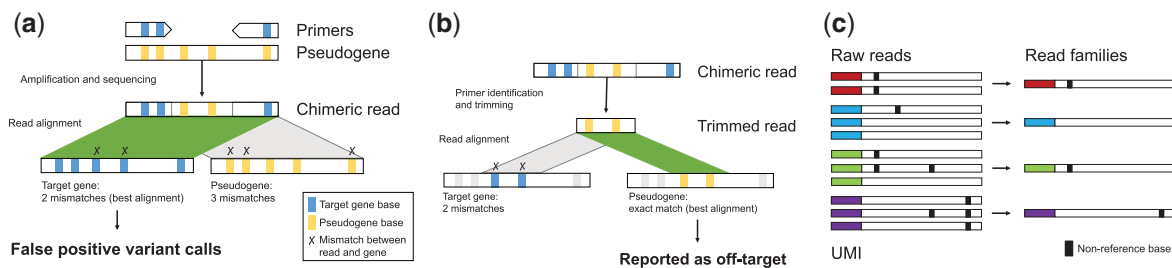 (a)
Primers
Pseudogene
Amplification and sequencing
Chimeric read
Read alignment
X X
X X X
Target gene:
2 mismatches (best alignment)
Pseudogene:
3 mismatches
False positive variant calls
Target gene base
Pseudogene base
X Mismatch between
read and gene
(b)
Chimeric read
Primer identification
and trimming
Trimmed read
Read alignment
X X
Target gene:
2 mismatches
Pseudogene:
exact match (best alignment)
Reported as off-target
(c)
Raw reads
Read families
UMI
Non-reference base